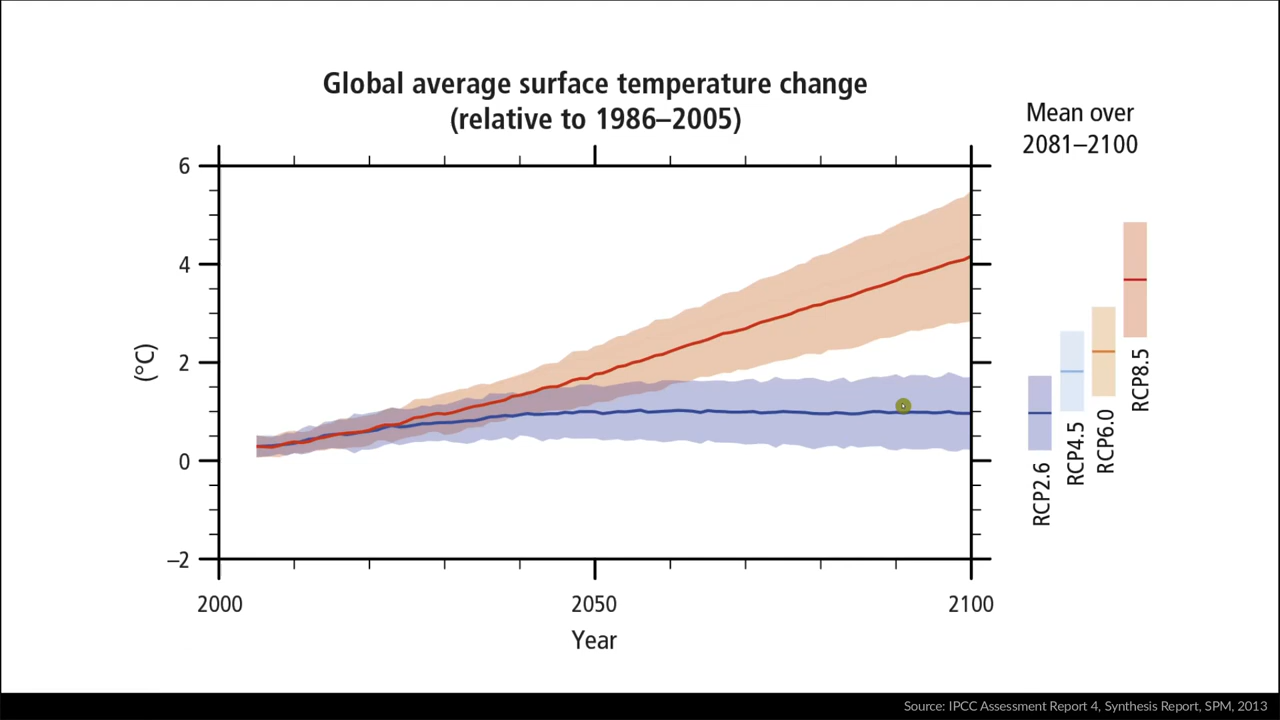 Global average surface temperature change
(relative to 1986–2005)
Mean over
2081–2100
6
4
2
0
–2
(°C)
2000
2050
2100
Year
RCP2.6
RCP4.5
RCP6.0
RCP8.5
Source: IPCC Assessment Report 4, Synthesis Report, SPM, 2013